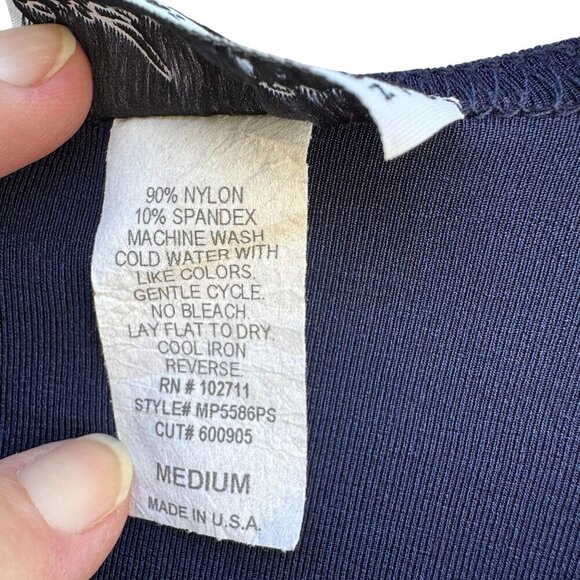 90% NYLON
10% SPANDEX
MACHINE WASH
COLD WATER WITH
LIKE COLORS.
GENTLE CYCLE.
NO BLEACH.
LAY FLAT TO DRY.
COOL IRON
REVERSE.
RN # 102711
STYLE# MP5586PS
CUT# 600905
MEDIUM
MADE IN U.S.A.